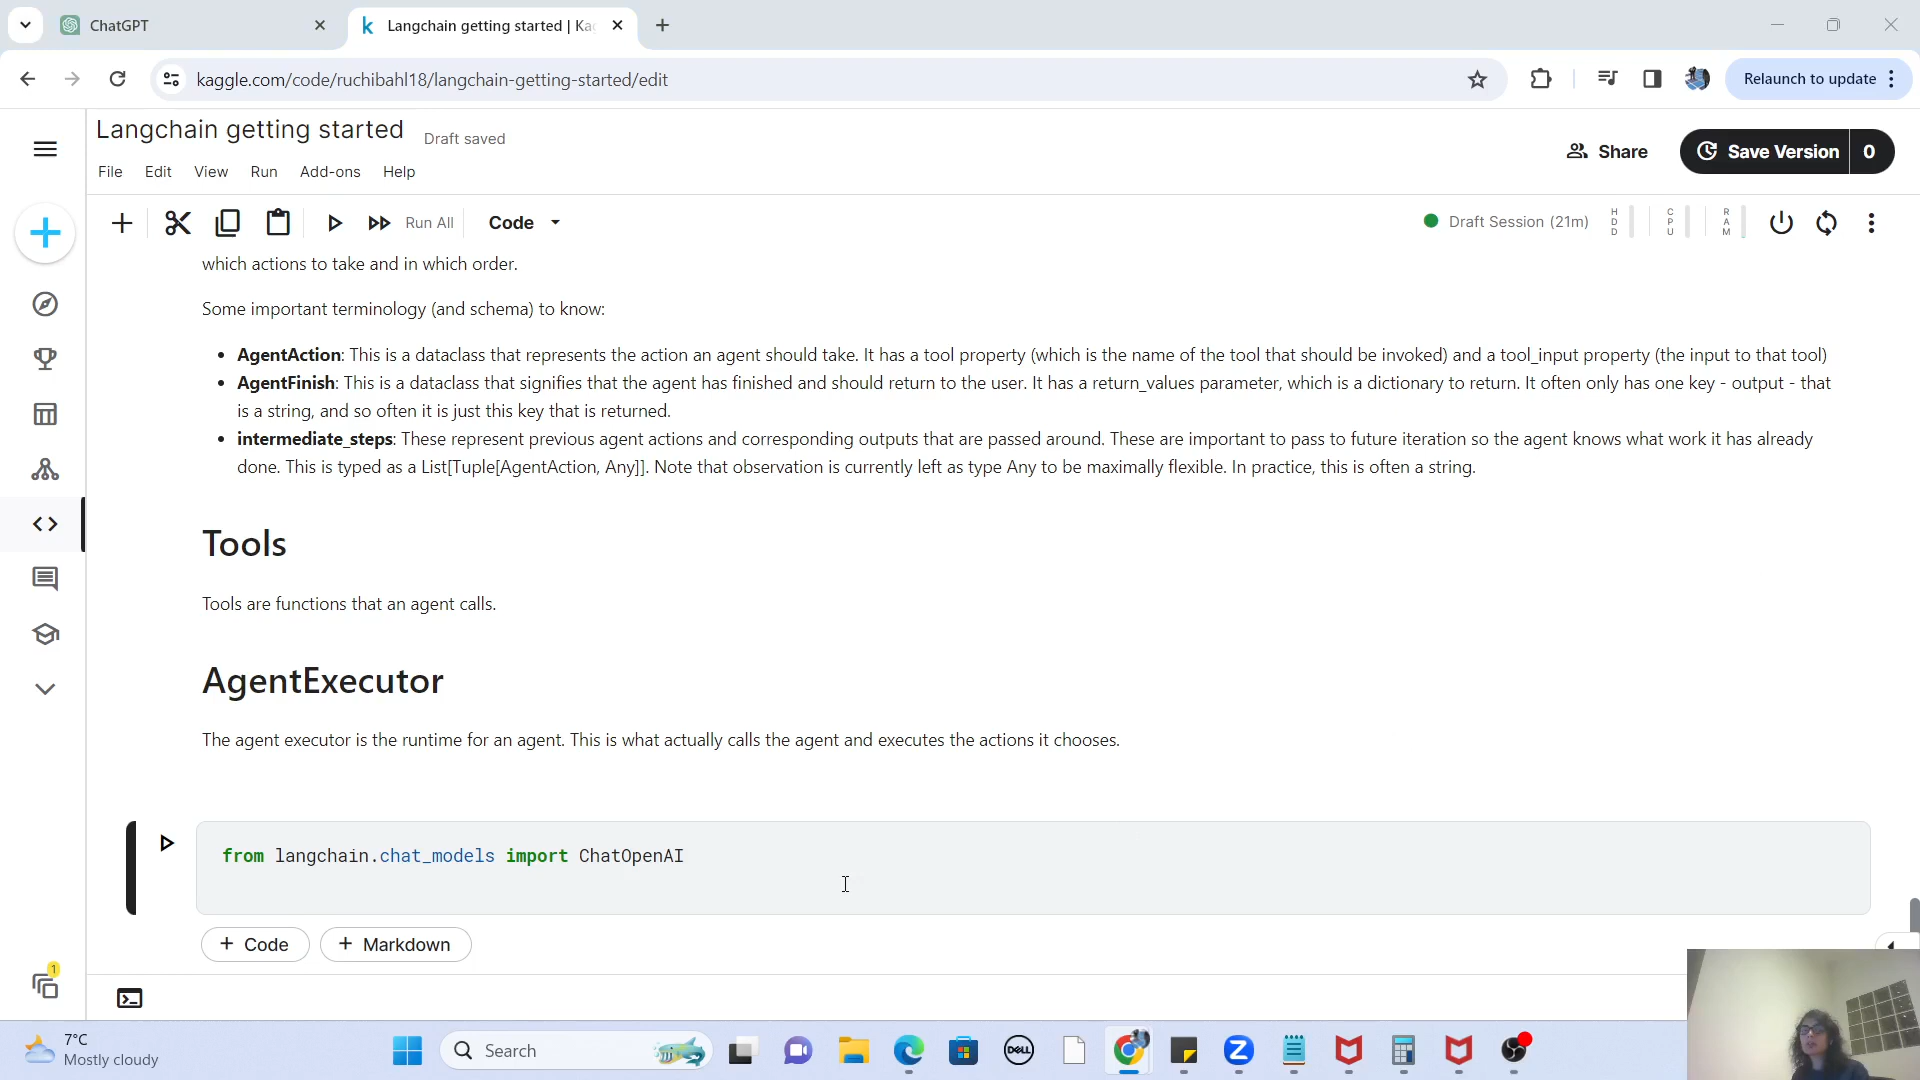 ChatGPT
Langchain getting started | Ka
kaggle.com/code/ruchibahl18/langchain-getting-started/edit
Relaunch to update
Langchain getting started
Draft saved
File Edit View Run Add-ons Help
Share
Save Version 0
Run All
Code
Draft Session (21m)
HDD
CPU
RAM
which actions to take and in which order.
Some important terminology (and schema) to know:
• AgentAction: This is a dataclass that represents the action an agent should take. It has a tool property (which is the name of the tool that should be invoked) and a tool_input property (the input to that tool)
• AgentFinish: This is a dataclass that signifies that the agent has finished and should return to the user. It has a return_values parameter, which is a dictionary to return. It often only has one key - output - that
is a string, and so often it is just this key that is returned.
• intermediate_steps: These represent previous agent actions and corresponding outputs that are passed around. These are important to pass to future iteration so the agent knows what work it has already
done. This is typed as a List[Tuple[AgentAction, Any]]. Note that observation is currently left as type Any to be maximally flexible. In practice, this is often a string.
Tools
Tools are functions that an agent calls.
AgentExecutor
The agent executor is the runtime for an agent. This is what actually calls the agent and executes the actions it chooses.
from langchain.chat_models import ChatOpenAI
+ Code
+ Markdown
1
7°C
Mostly cloudy
Search
DELL